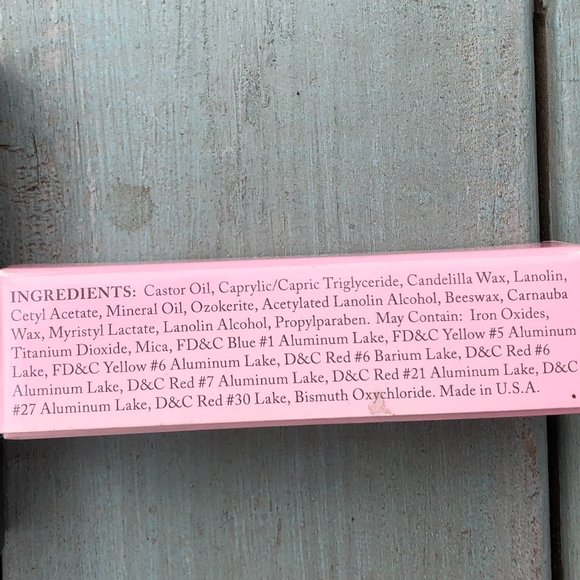 INGREDIENTS: Castor Oil, Caprylic/Capric Triglyceride, Candelilla Wax, Lanolin,
Cetyl Acetate, Mineral Oil, Ozokerite, Acetylated Lanolin Alcohol, Beeswax, Carnauba
Wax, Myristyl Lactate, Lanolin Alcohol, Propylparaben. May Contain: Iron Oxides,
Titanium Dioxide, Mica, FD&C Blue #1 Aluminum Lake, FD&C Yellow #5 Aluminum
Lake, FD&C Yellow #6 Aluminum Lake, D&C Red #6 Barium Lake, D&C Red #6
Aluminum Lake, D&C Red #7 Aluminum Lake, D&C Red #21 Aluminum Lake, D&C
#27 Aluminum Lake, D&C Red #30 Lake, Bismuth Oxychloride. Made in U.S.A.